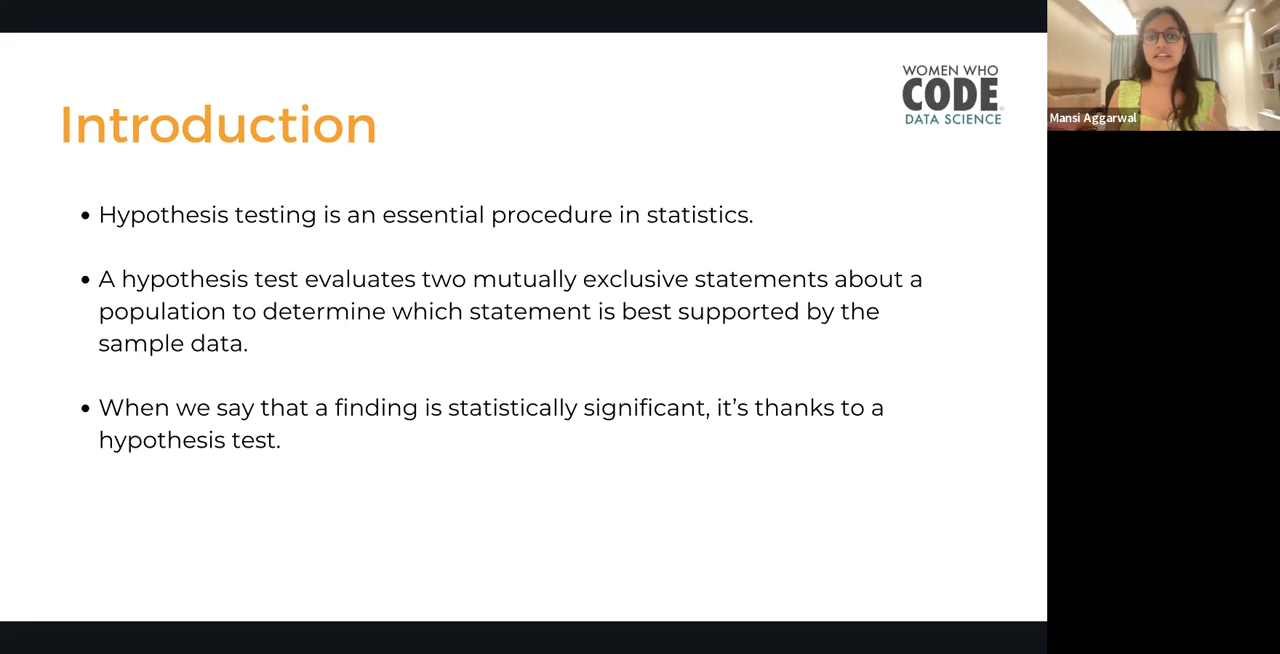 WOMEN WHO
CODE
DATA SCIENCE
Introduction
• Hypothesis testing is an essential procedure in statistics.
• A hypothesis test evaluates two mutually exclusive statements about a
population to determine which statement is best supported by the
sample data.
• When we say that a finding is statistically significant, it’s thanks to a
hypothesis test.
Mansi Aggarwal